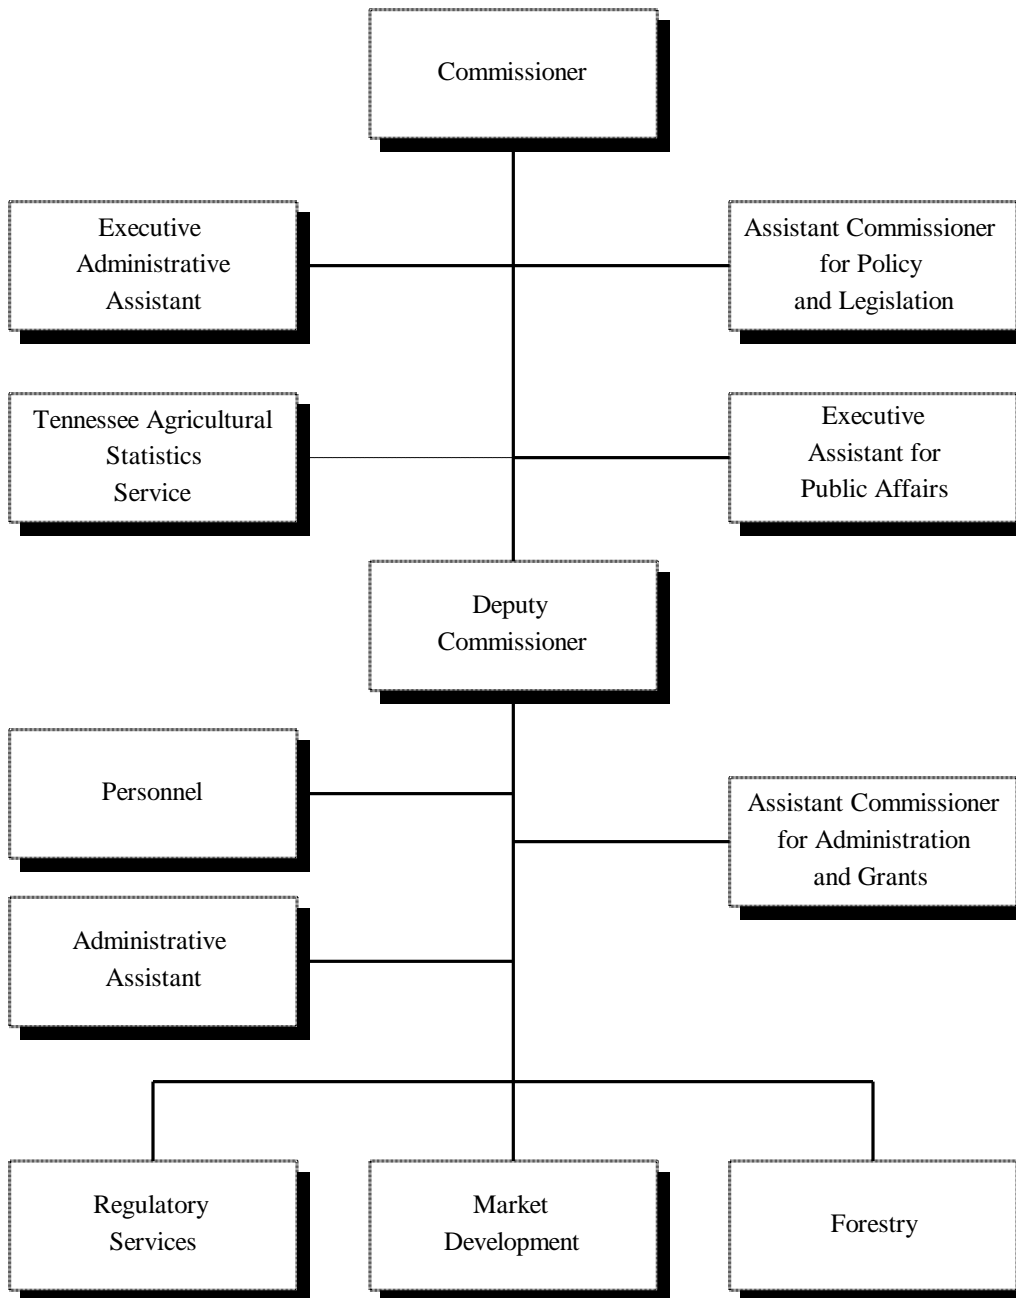 Commissioner
Executive
Administrative
Assistant
Assistant Commissioner
for Policy
and Legislation
Tennessee Agricultural
Statistics
Service
Executive
Assistant for
Public Affairs
Deputy
Commissioner
Personnel
Assistant Commissioner
for Administration
and Grants
Administrative
Assistant
Regulatory
Services
Market
Development
Forestry